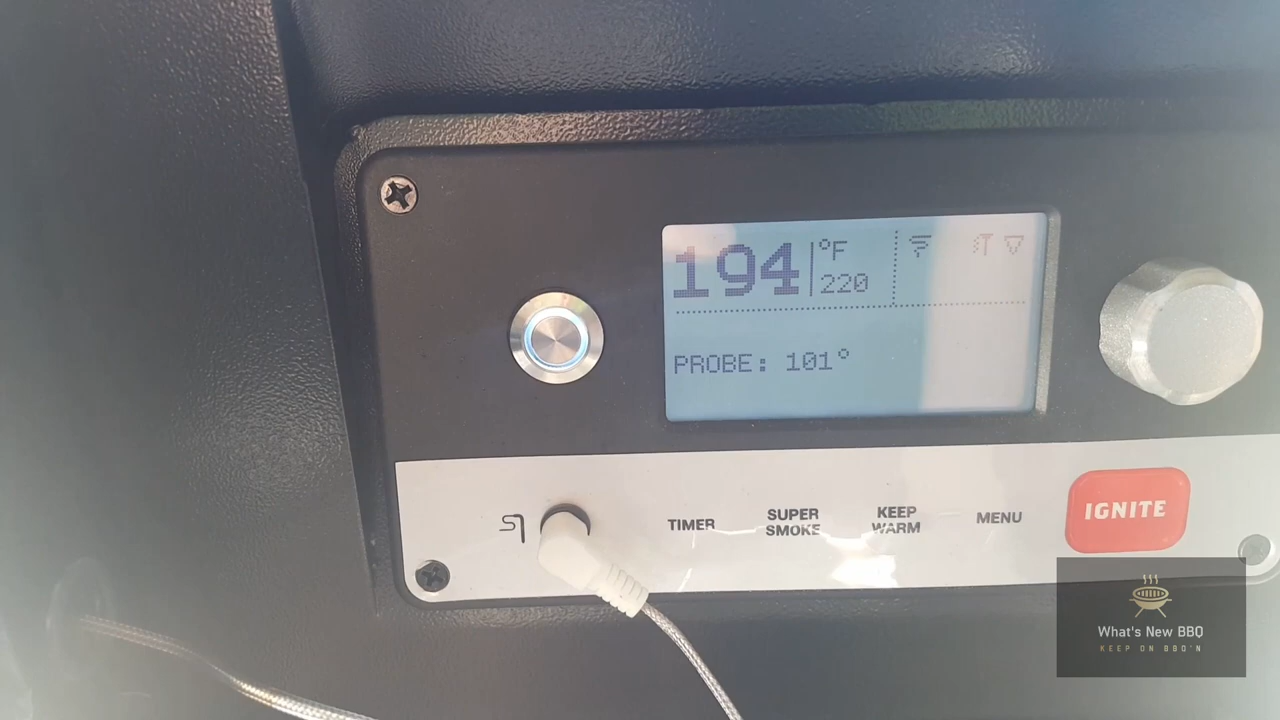 194 °F
220
PROBE: 101°
TIMER
SUPER
SMOKE
KEEP
WARM
MENU
IGNITE
What's New BBQ
KEEP ON BBQ'N